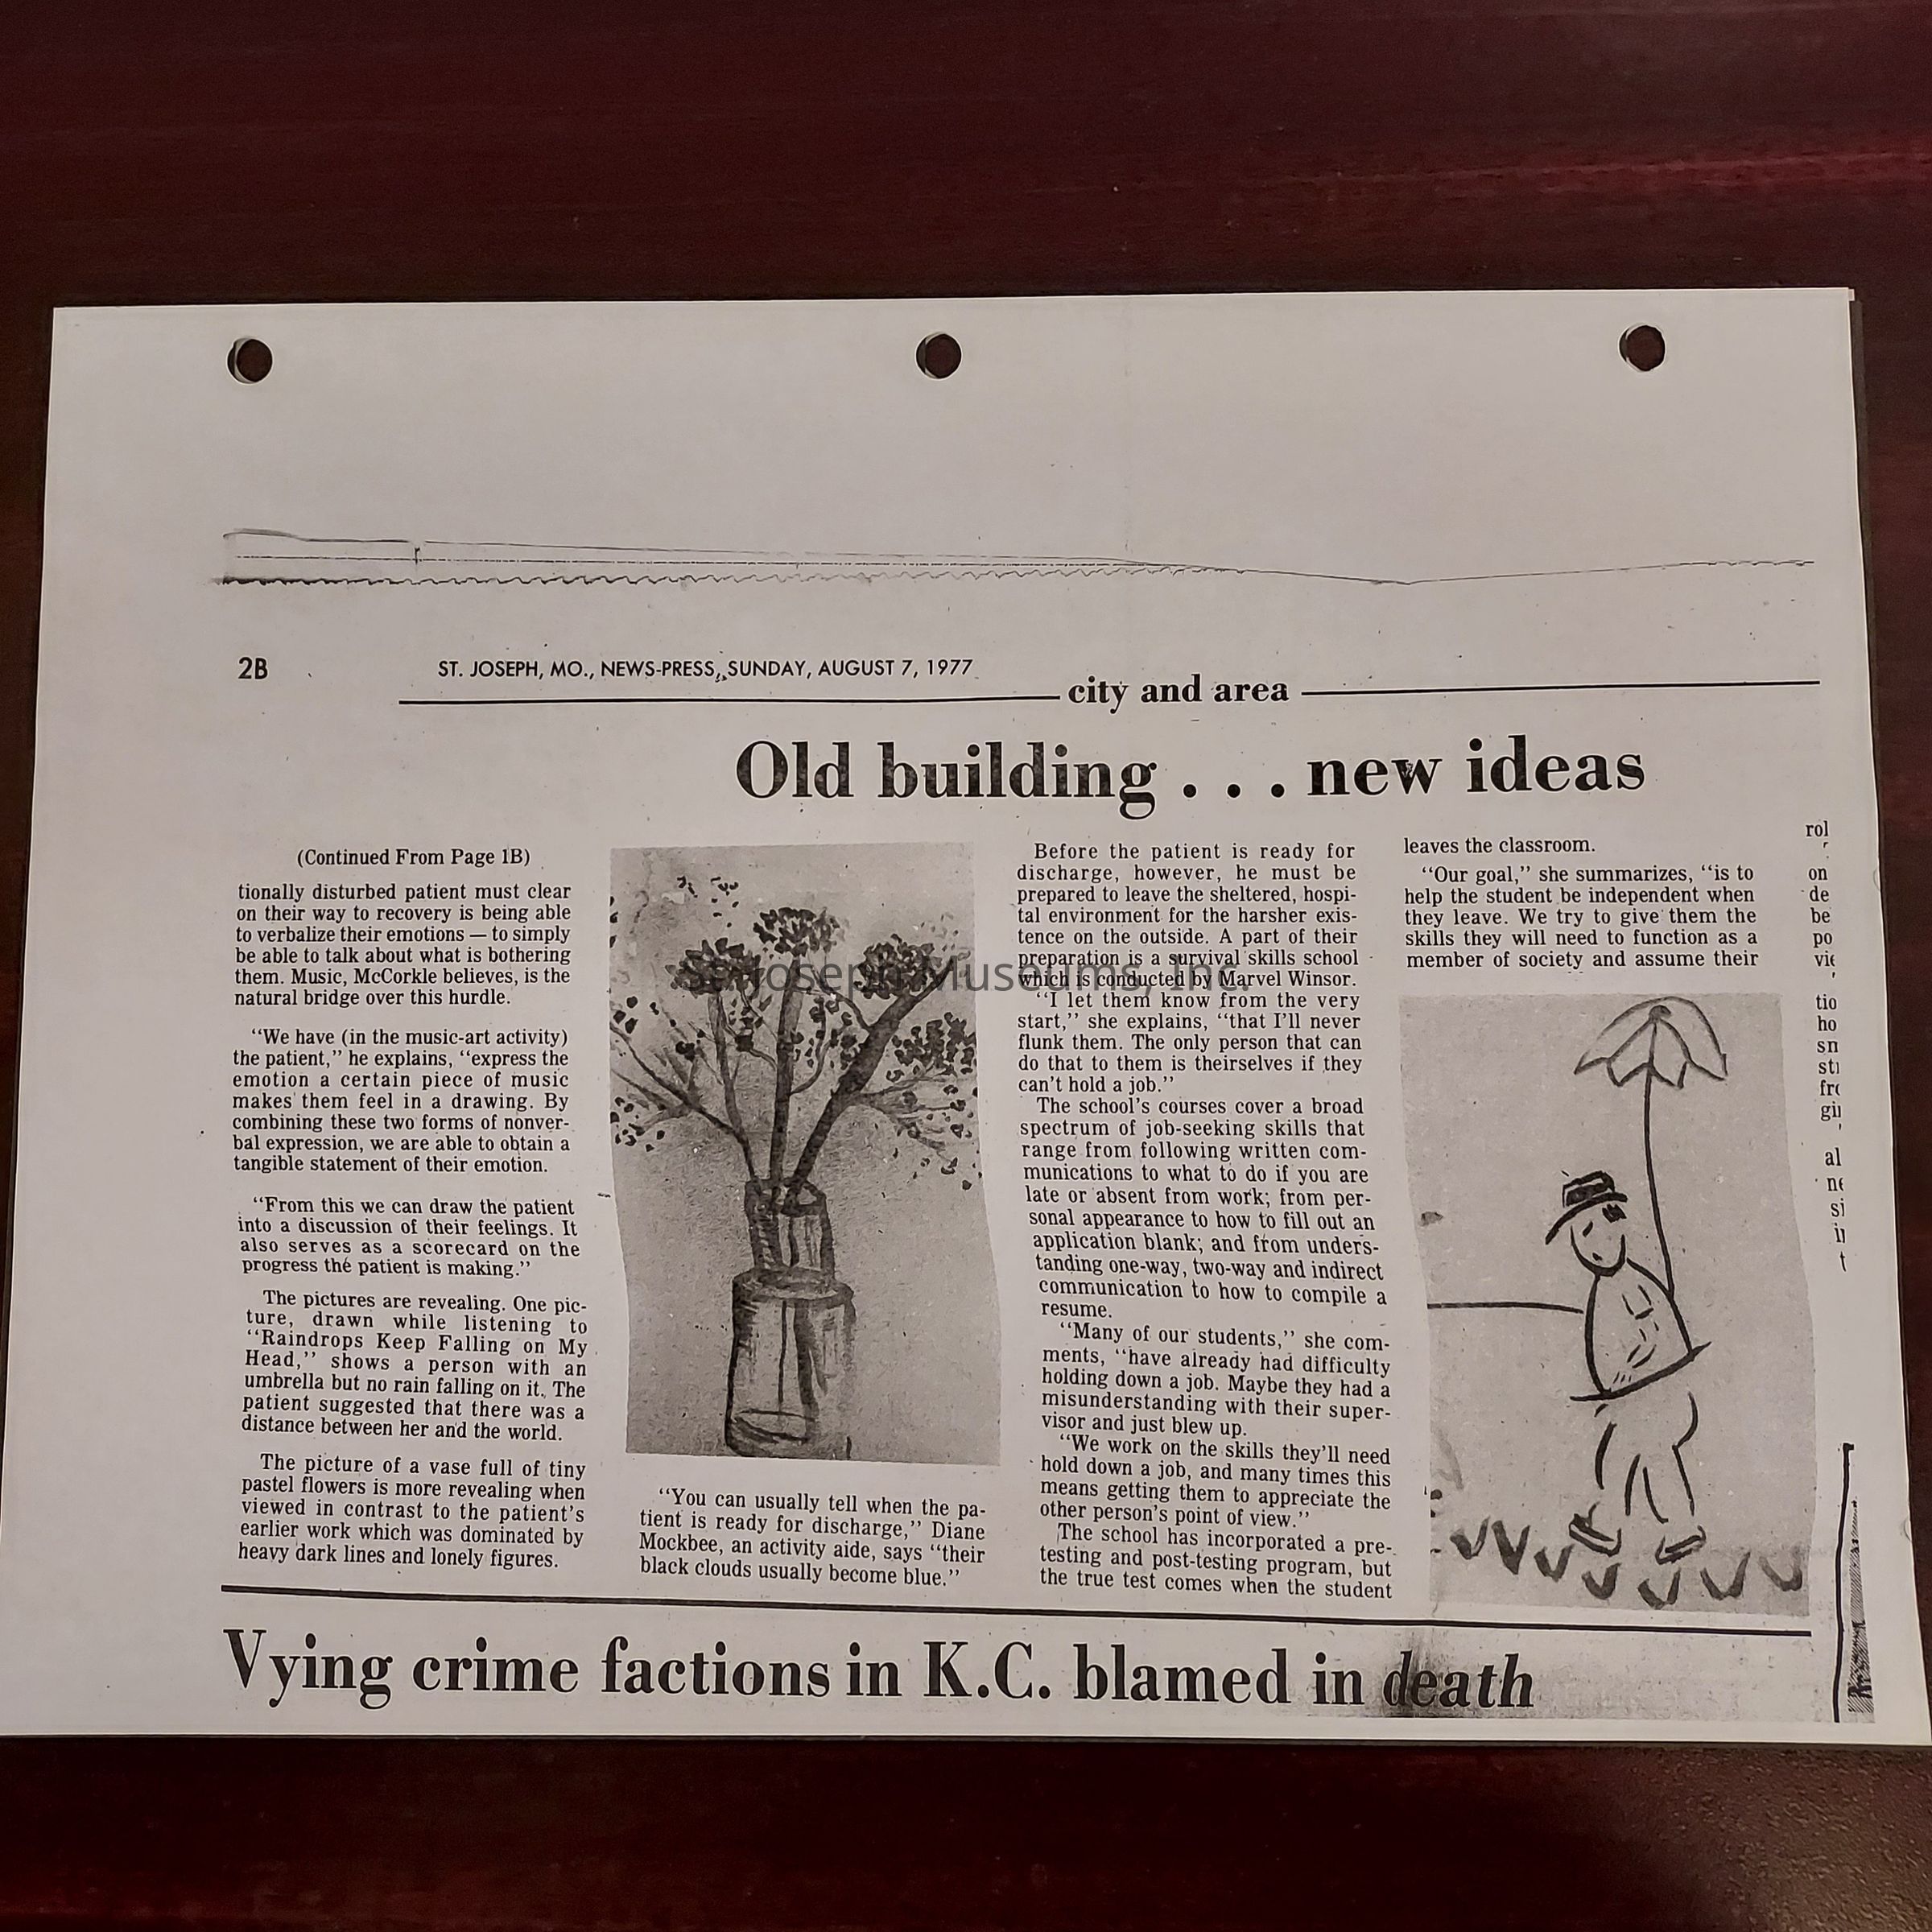 2B
ST. JOSEPH, MO., NEWS-PRESS, SUNDAY, AUGUST 7, 1977
city and area
Old building . . . new ideas
(Continued From Page 1B)
tionally disturbed patient must clear
on their way to recovery is being able
to verbalize their emotions — to simply
be able to talk about what is bothering
them. Music, McCorkle believes, is the
natural bridge over this hurdle.
“We have (in the music-art activity)
the patient,” he explains, “express the
emotion a certain piece of music
makes them feel in a drawing. By
combining these two forms of nonver-
bal expression, we are able to obtain a
tangible statement of their emotion.
“From this we can draw the patient
into a discussion of their feelings. It
also serves as a scorecard on the
progress the patient is making.”
The pictures are revealing. One pic-
ture, drawn while listening to
“Raindrops Keep Falling on My
Head,” shows a person with an
umbrella but no rain falling on it. The
patient suggested that there was a
distance between her and the world.
The picture of a vase full of tiny
pastel flowers is more revealing when
viewed in contrast to the patient’s
earlier work which was dominated by
heavy dark lines and lonely figures.
“You can usually tell when the pa-
tient is ready for discharge,” Diane
Mockbee, an activity aide, says “their
black clouds usually become blue.”
Before the patient is ready for
discharge, however, he must be
prepared to leave the sheltered, hospi-
tal environment for the harsher exis-
tence on the outside. A part of their
preparation is a survival skills school
which is conducted by Marvel Winsor.
“I let them know from the very
start,” she explains, “that I’ll never
flunk them. The only person that can
do that to them is theirselves if they
can’t hold a job.”
The school’s courses cover a broad
spectrum of job-seeking skills that
range from following written com-
munications to what to do if you are
late or absent from work; from per-
sonal appearance to how to fill out an
application blank; and from unders-
tanding one-way, two-way and indirect
communication to how to compile a
resume.
“Many of our students,” she com-
ments, “have already had difficulty
holding down a job. Maybe they had a
misunderstanding with their super-
visor and just blew up.
“We work on the skills they’ll need
hold down a job, and many times this
means getting them to appreciate the
other person’s point of view.”
The school has incorporated a pre-
testing and post-testing program, but
the true test comes when the student
leaves the classroom.
“Our goal,” she summarizes, “is to
help the student be independent when
they leave. We try to give them the
skills they will need to function as a
member of society and assume their
rol
on
de
be
po
vie
tio
ho
sn
al
St. Joseph Museums, Inc.
Vying crime factions in K.C. blamed in death